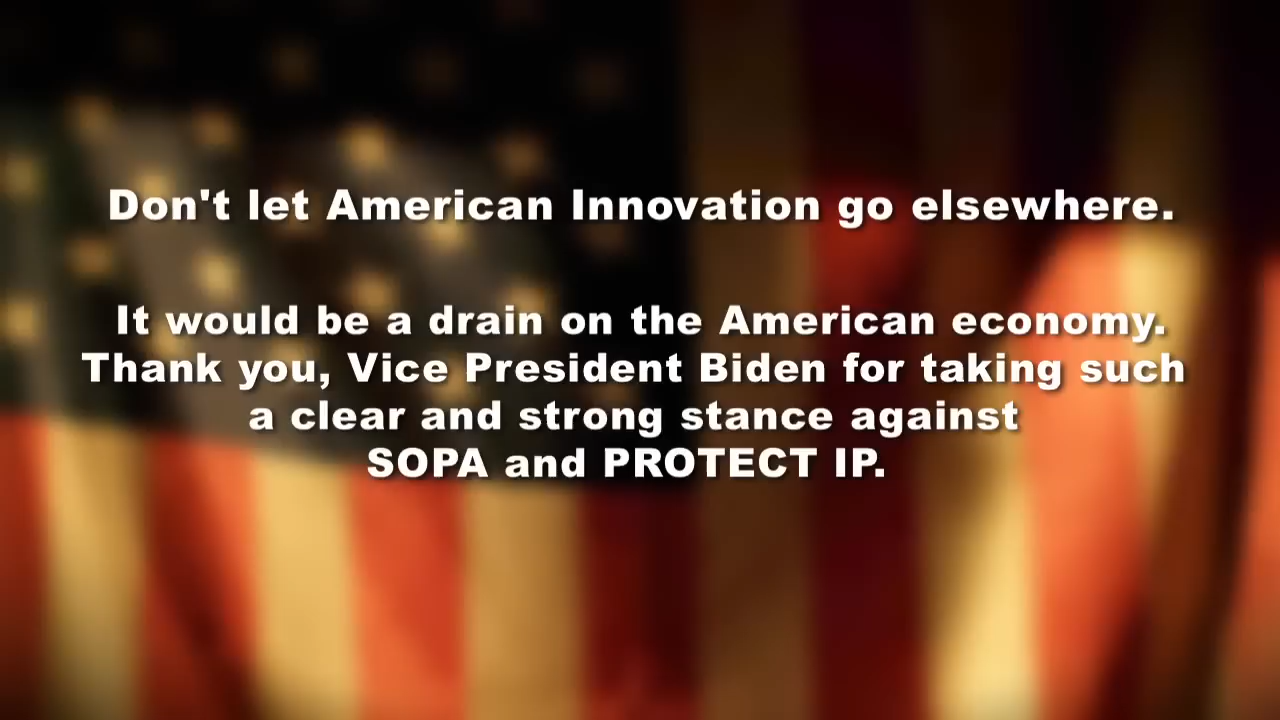 Don't let American Innovation go elsewhere.
It would be a drain on the American economy.
Thank you, Vice President Biden for taking such
a clear and strong stance against
SOPA and PROTECT IP.